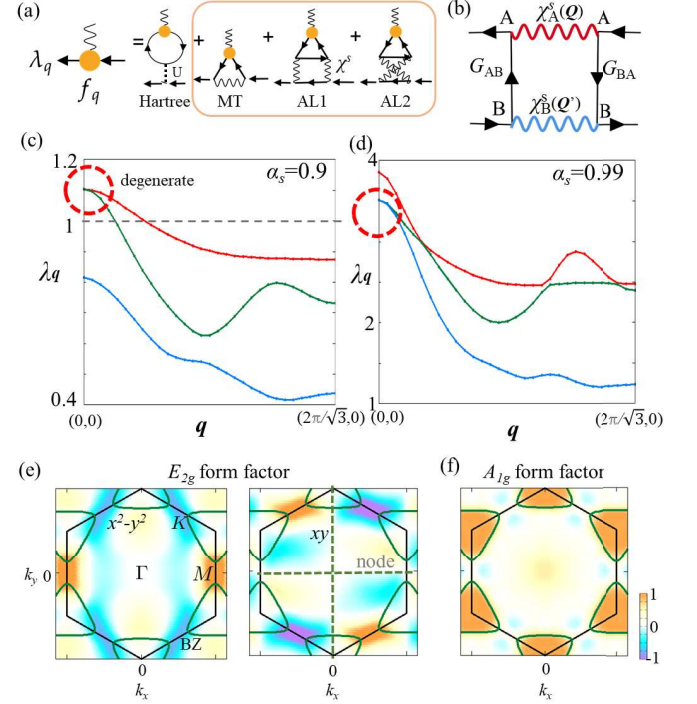 (a)
λq
fq
=
+
+
+
U
χˢ
Hartree
MT
AL1
AL2
(b)
A
χˢA(Q)
A
GAB
GBA
B
χˢB(Q')
B
(c)
1.2
degenerate
αs=0.9
1
λq
0.4
(0,0)
q
(2π/√3,0)
(d)
4
αs=0.99
λq
2
1
(0,0)
q
(2π/√3,0)
(e)
E2g form factor
x²-y²
K
ky 0
Γ
M
BZ
0
kx
xy
node
0
kx
(f)
A1g form factor
1
0
-1
0
kx